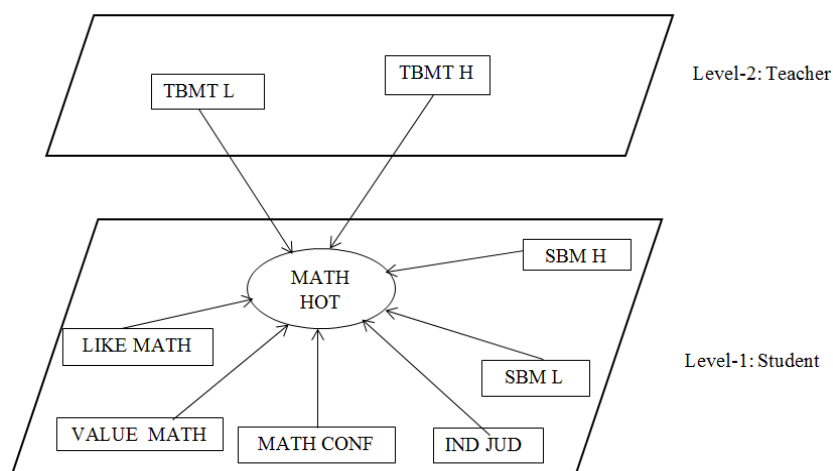 TBMT L
TBMT H
Level-2: Teacher
MATH
HOT
SBM H
LIKE MATH
SBM L
Level-1: Student
VALUE MATH
MATH CONF
IND JUD